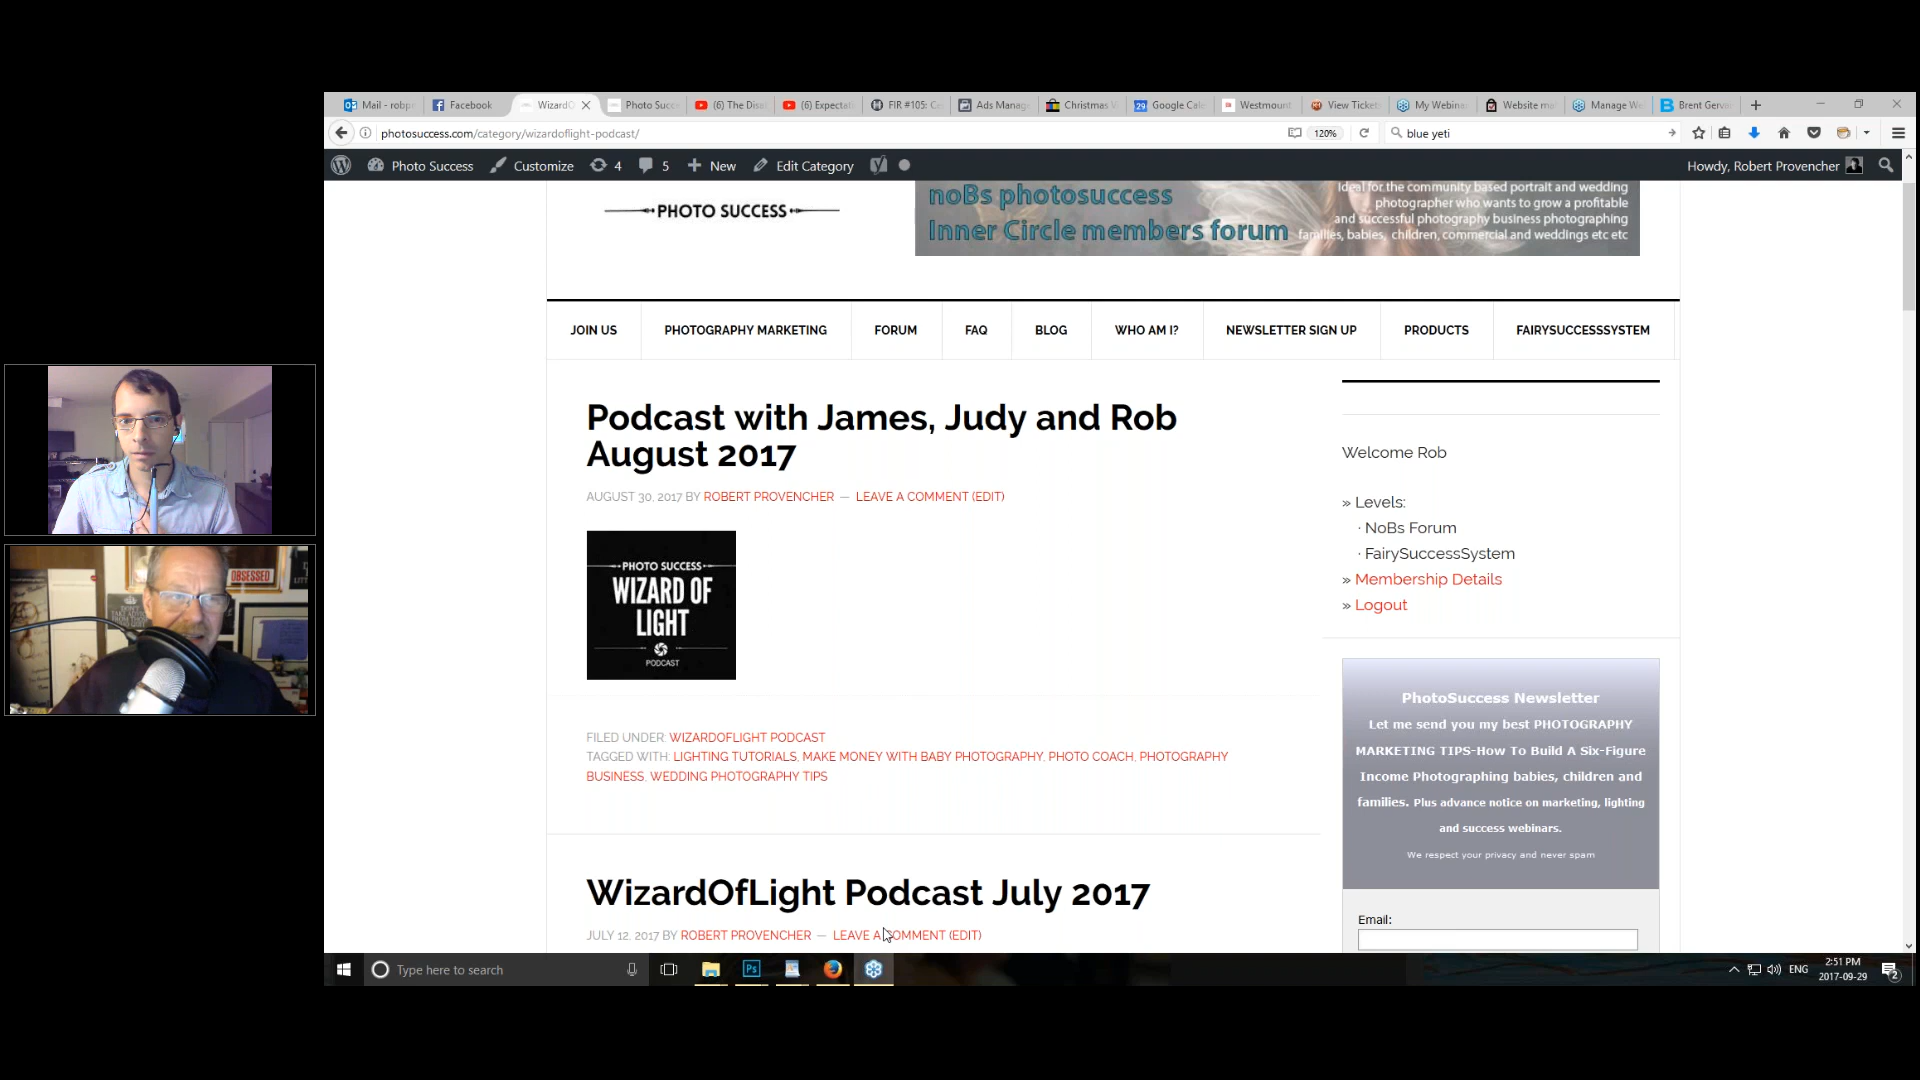 Mail - robp
Facebook
WizardO
Photo Succ
(6) The Disa
(6) Expectat
FIR #105: C
Ads Manag
Christmas V
Google Cale
Westmount
View Ticket
My Webina
Website ma
Manage We
Brent Gerva
photosuccess.com/category/wizardoflight-podcast/
120%
blue yeti
Photo Success
Customize
4
5
New
Edit Category
Howdy, Robert Provencher
PHOTO SUCCESS
noBs photosuccess
Inner Circle members forum
Ideal for the community based portrait and wedding
photographer who wants to grow a profitable
and successful photography business photographing
families, babies, children, commercial and weddings etc etc
JOIN US
PHOTOGRAPHY MARKETING
FORUM
FAQ
BLOG
WHO AM I?
NEWSLETTER SIGN UP
PRODUCTS
FAIRYSUCCESSSYSTEM
Podcast with James, Judy and Rob
August 2017
AUGUST 30, 2017 BY ROBERT PROVENCHER — LEAVE A COMMENT (EDIT)
PHOTO SUCCESS
WIZARD OF
LIGHT
PODCAST
FILED UNDER: WIZARDOFLIGHT PODCAST
TAGGED WITH: LIGHTING TUTORIALS, MAKE MONEY WITH BABY PHOTOGRAPHY, PHOTO COACH, PHOTOGRAPHY
BUSINESS, WEDDING PHOTOGRAPHY TIPS
WizardOfLight Podcast July 2017
JULY 12, 2017 BY ROBERT PROVENCHER — LEAVE A COMMENT (EDIT)
Welcome Rob
» Levels:
· NoBs Forum
· FairySuccessSystem
» Membership Details
» Logout
PhotoSuccess Newsletter
Let me send you my best PHOTOGRAPHY
MARKETING TIPS-How To Build A Six-Figure
Income Photographing babies, children and
families. Plus advance notice on marketing, lighting
and success webinars.
We respect your privacy and never spam
Email:
OBSESSED
Type here to search
Ps
ENG
2:51 PM
2017-09-29
2